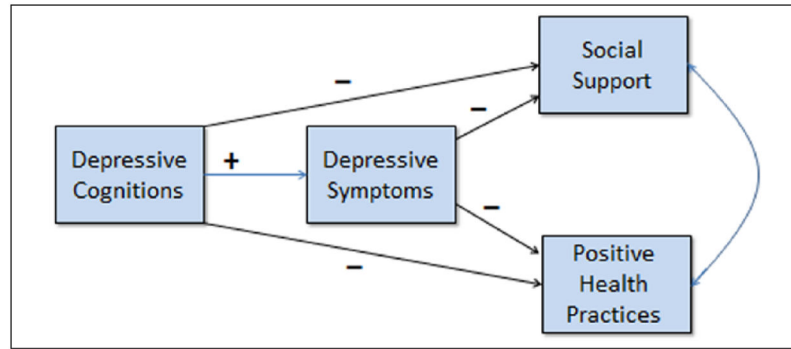 Social
Support
−
−
Depressive
Cognitions
+
Depressive
Symptoms
−
−
Positive
Health
Practices